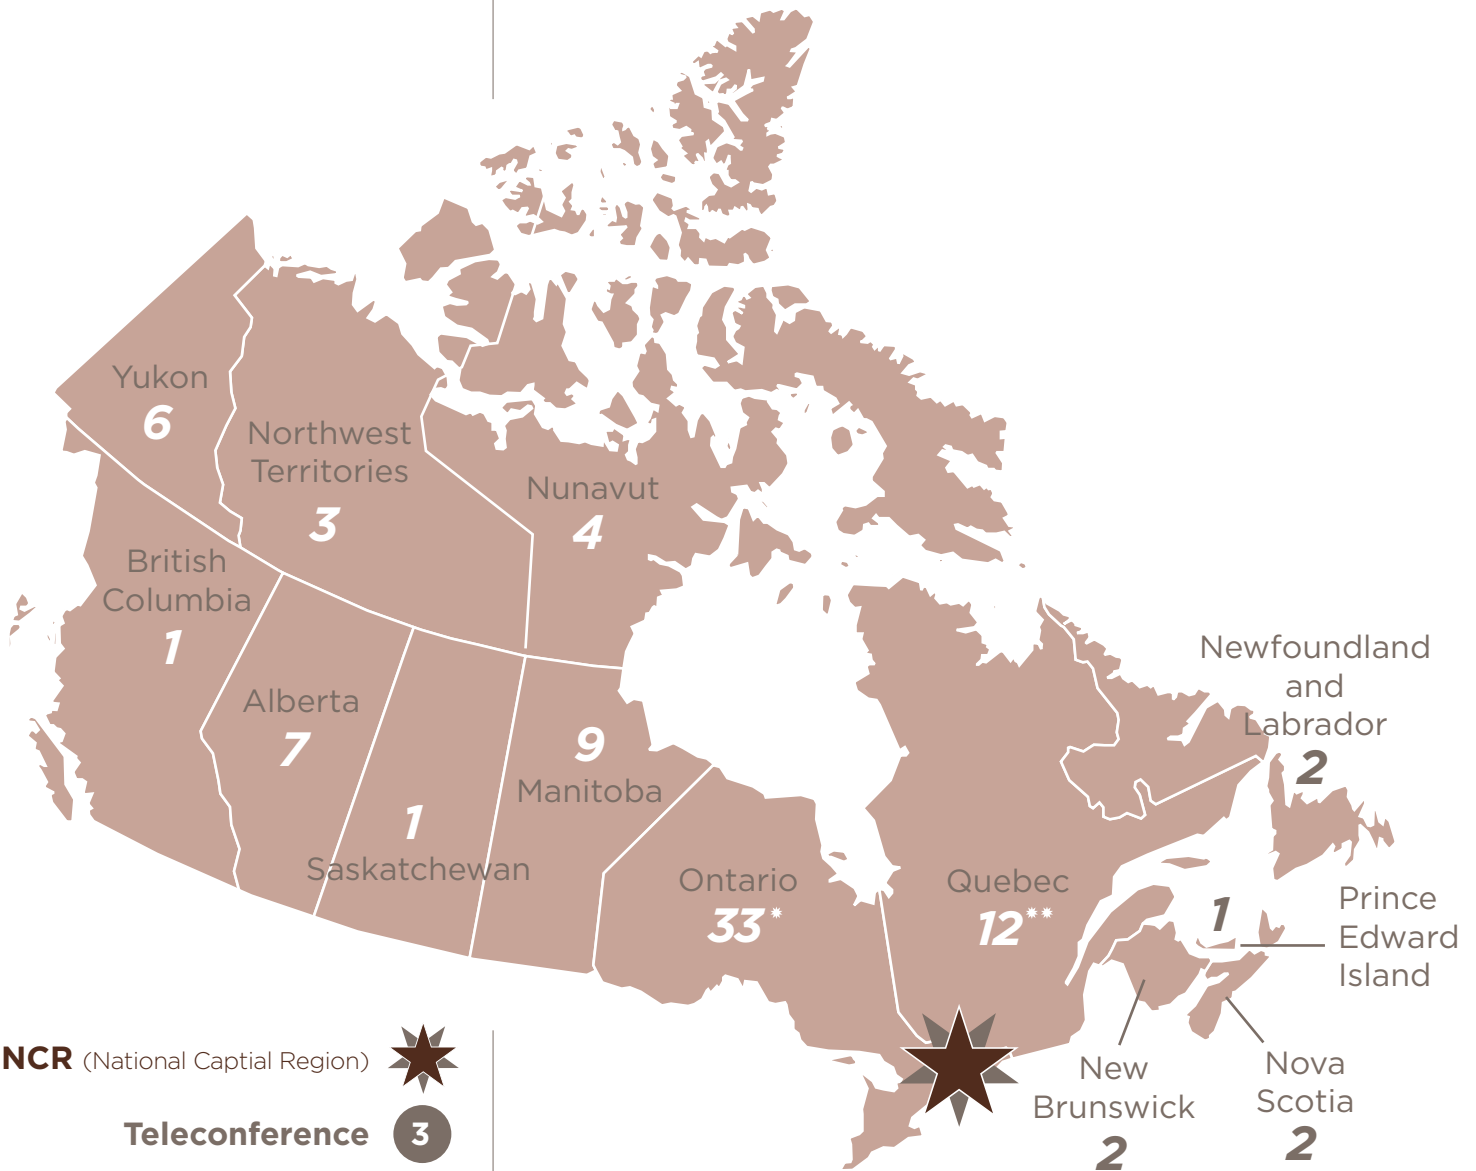 Yukon
6
Northwest
Territories
3
Nunavut
4
British
Columbia
1
Alberta
7
1
Saskatchewan
9
Manitoba
Ontario
33*
Quebec
12**
Newfoundland
and
Labrador
2
1
Prince
Edward
Island
New
Brunswick
2
Nova
Scotia
2
NCR (National Captial Region)
Teleconference 3